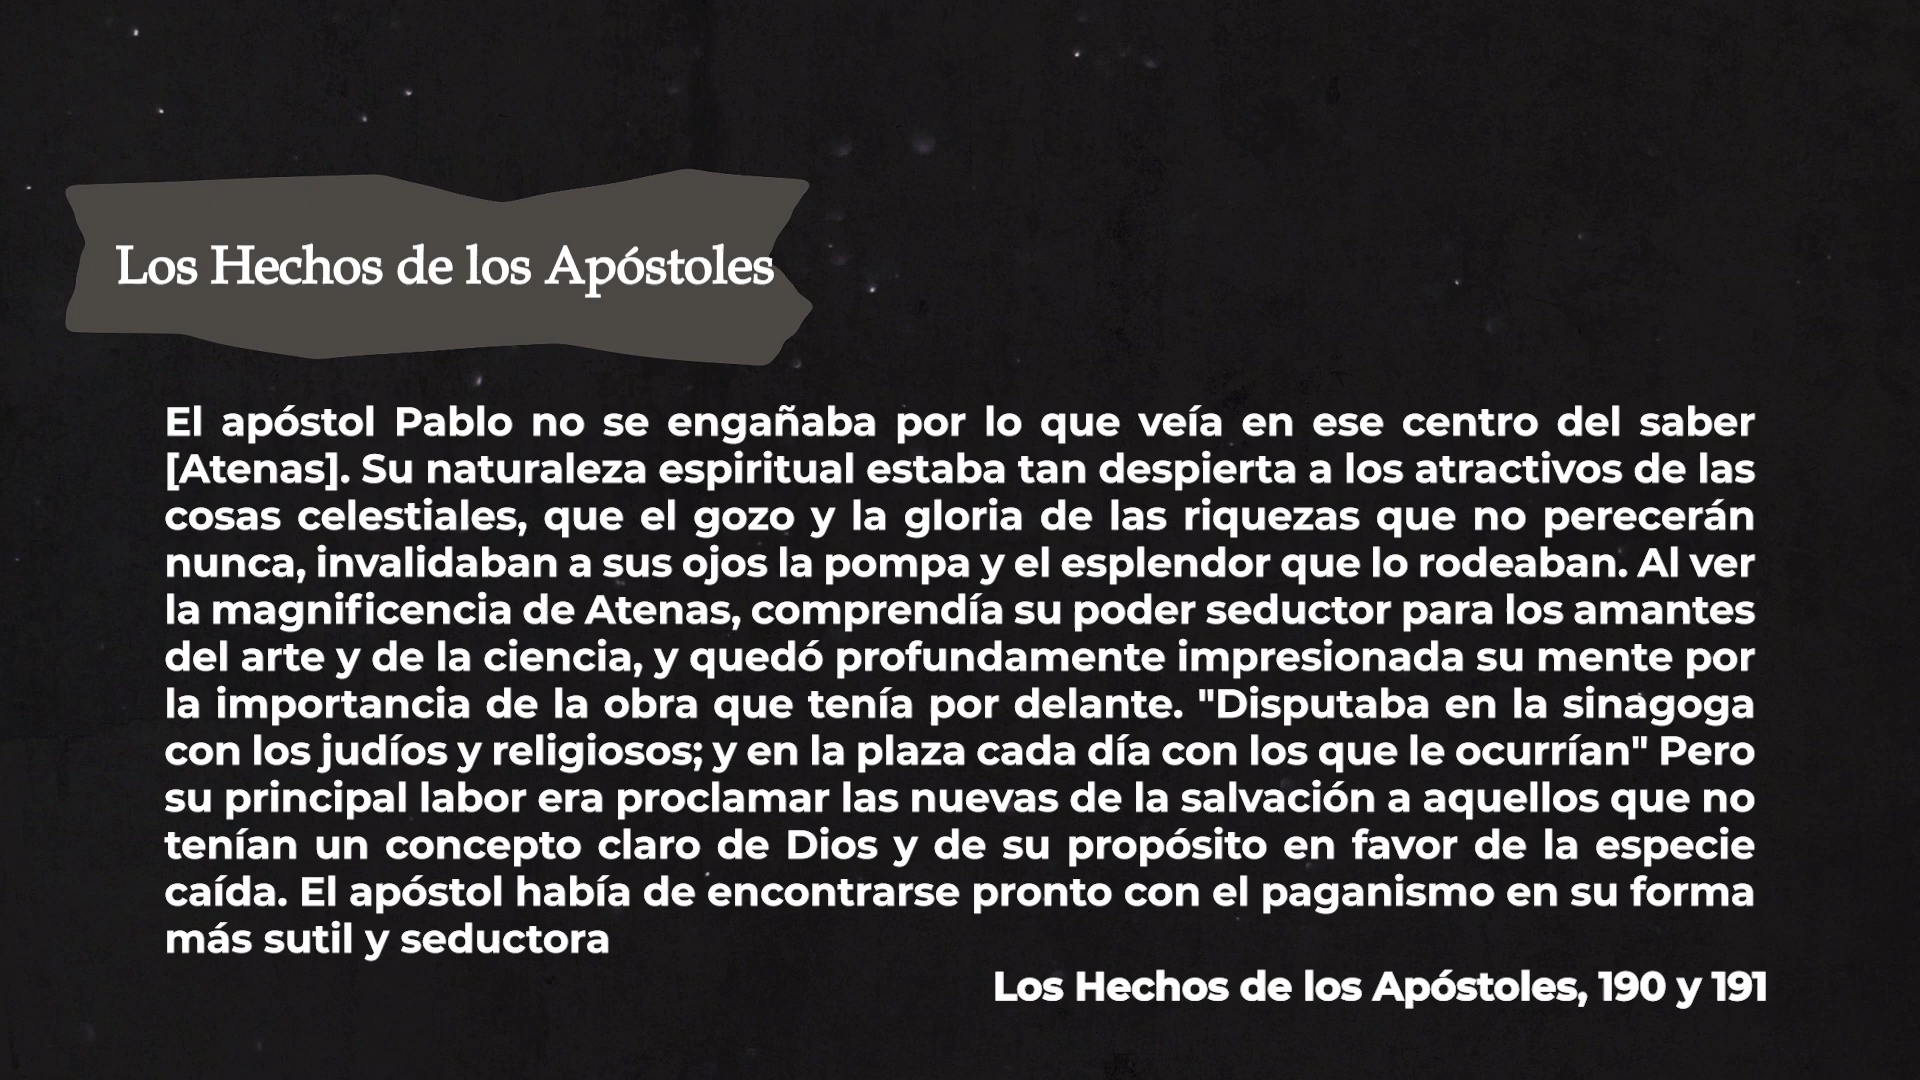 Los Hechos de los Apóstoles
El apóstol Pablo no se engañaba por lo que veía en ese centro del saber
[Atenas]. Su naturaleza espiritual estaba tan despierta a los atractivos de las
cosas celestiales, que el gozo y la gloria de las riquezas que no perecerán
nunca, invalidaban a sus ojos la pompa y el esplendor que lo rodeaban. Al ver
la magnificencia de Atenas, comprendía su poder seductor para los amantes
del arte y de la ciencia, y quedó profundamente impresionada su mente por
la importancia de la obra que tenía por delante. "Disputaba en la sinagoga
con los judíos y religiosos; y en la plaza cada día con los que le ocurrían" Pero
su principal labor era proclamar las nuevas de la salvación a aquellos que no
tenían un concepto claro de Dios y de su propósito en favor de la especie
caída. El apóstol había de encontrarse pronto con el paganismo en su forma
más sutil y seductora
Los Hechos de los Apóstoles, 190 y 191